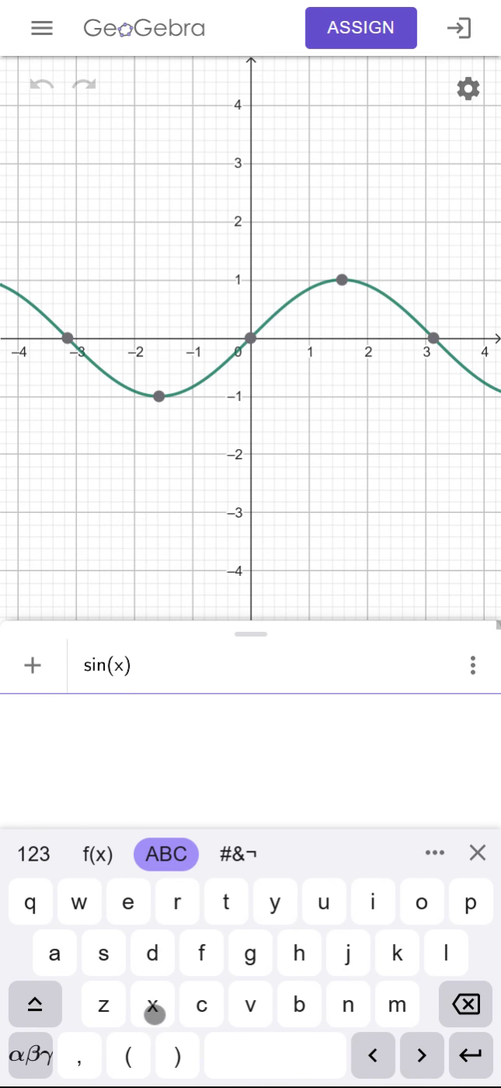 GeoGebra ASSIGN
4
3
2
1
–4 –3 –2 –1 0 1 2 3 4
–1
–2
–3
–4
+ sin(x)
123 f(x) ABC #&¬ ...
q w e r t y u i o p
a s d f g h j k l
z x c v b n m
αβγ , ( ) < >